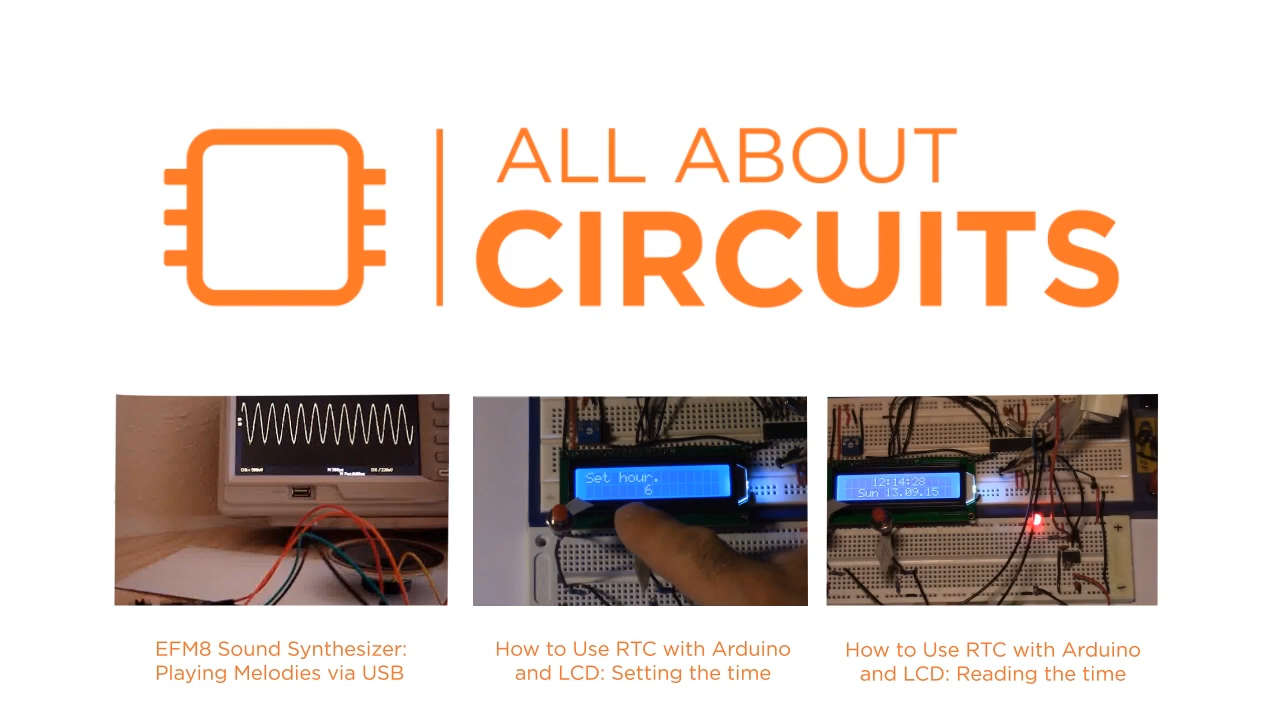 ALL ABOUT
CIRCUITS
Set hour.
6
12:14:28
Sun 13.09.15
EFM8 Sound Synthesizer:
Playing Melodies via USB
How to Use RTC with Arduino
and LCD: Setting the time
How to Use RTC with Arduino
and LCD: Reading the time